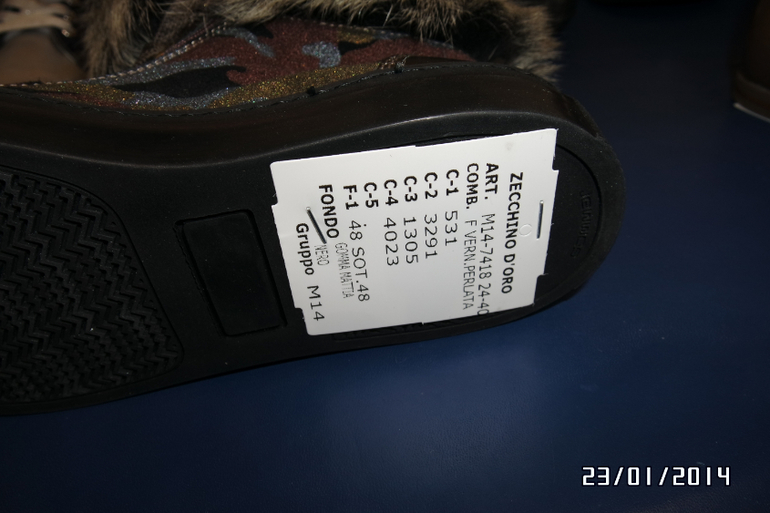 ZECCHINO D'ORO
ART. M14-7418 24-40
COMB. F VERN.PERLATA
C-1 531
C-2 3291
C-3 1305
C-4 4023
C-5
F-1 48 SOT.48
FONDO GOMMA MATTIA
NERO
Gruppo M14
23/01/2014